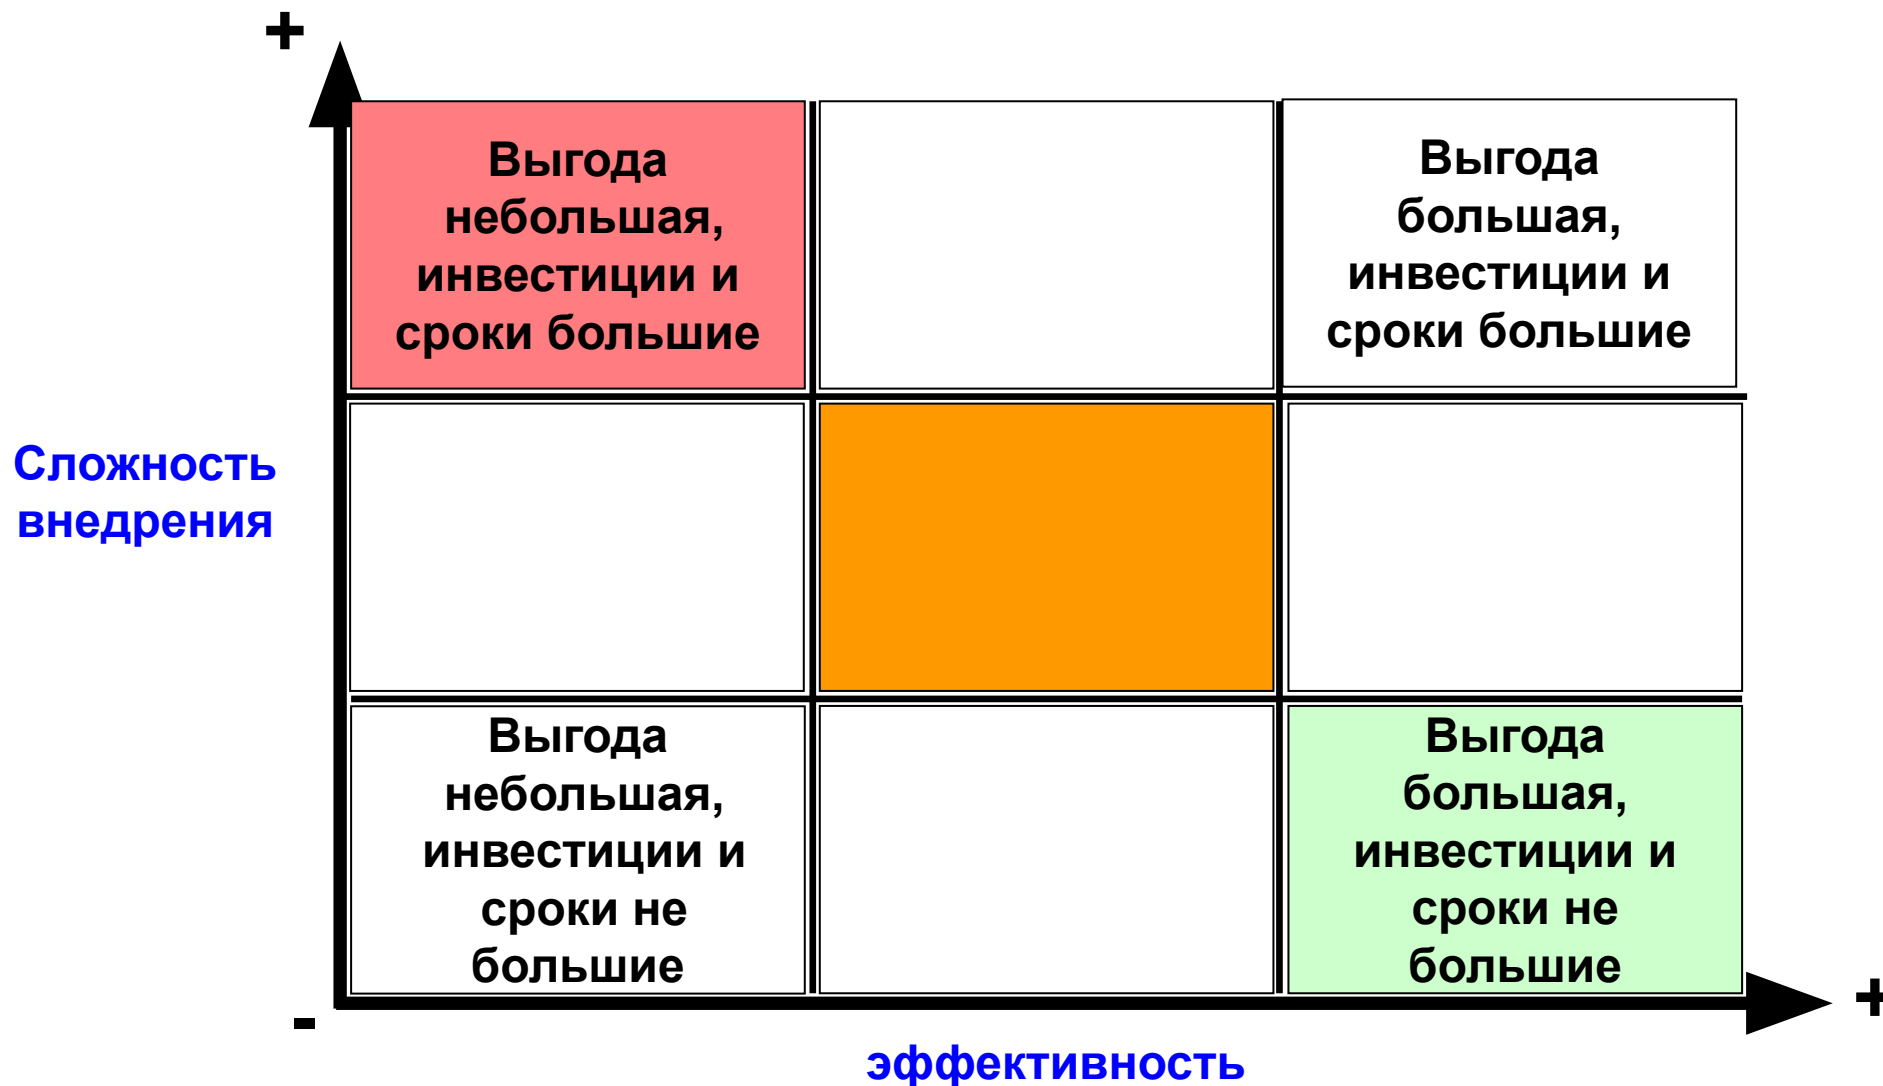 +
Выгода
небольшая,
инвестиции и
сроки большие
Выгода
большая,
инвестиции и
сроки большие
Сложность
внедрения
Выгода
небольшая,
инвестиции и
сроки не
большие
Выгода
большая,
инвестиции и
сроки не
большие
-
+
эффективность